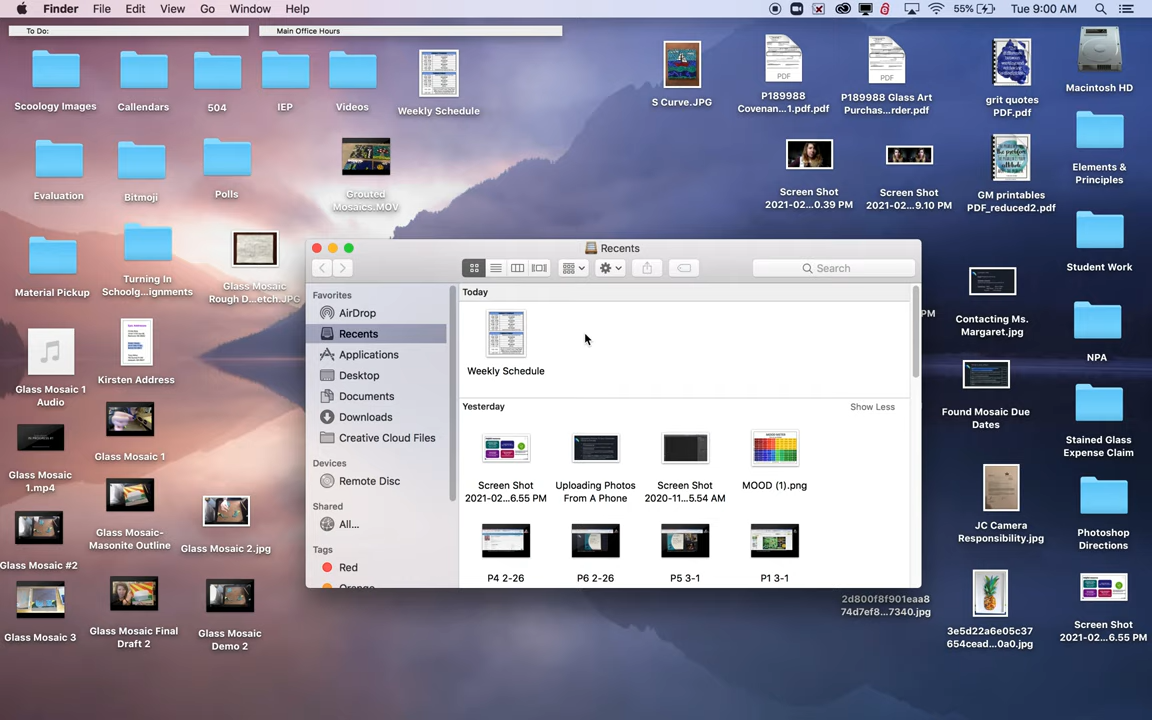 Finder File Edit View Go Window Help
55% Tue 9:00 AM
To Do:
Main Office Hours
Scoology Images
Callendars
504
IEP
Videos
Weekly Schedule
S Curve.JPG
PDF
P189988
Covenan...1.pdf.pdf
PDF
P189988 Glass Art
Purchas...rder.pdf
grit quotes
PDF.pdf
Macintosh HD
Evaluation
Bitmoji
Polls
Grouted
Mosaics.MOV
Screen Shot
2021-02...0.39 PM
Screen Shot
2021-02...9.10 PM
GM printables
PDF_reduced2.pdf
Elements &
Principles
Material Pickup
Turning In
Schoolg...ignments
Glass Mosaic
Rough D...etch.JPG
Student Work
Recents
Search
Favorites
AirDrop
Recents
Applications
Desktop
Documents
Downloads
Creative Cloud Files
Devices
Remote Disc
Shared
All...
Tags
Red
Orange
Today
Weekly Schedule
Yesterday
Show Less
Screen Shot
2021-02...6.55 PM
Uploading Photos
From A Phone
Screen Shot
2020-11...5.54 AM
MOOD (1).png
P4 2-26
P6 2-26
P5 3-1
P1 3-1
PM
Contacting Ms.
Margaret.jpg
NPA
Glass Mosaic 1
Audio
Kirsten Address
Found Mosaic Due
Dates
Stained Glass
Expense Claim
Glass Mosaic
1.mp4
Glass Mosaic 1
JC Camera
Responsibility.jpg
Photoshop
Directions
Glass Mosaic #2
Glass Mosaic-
Masonite Outline
Glass Mosaic 2.jpg
2d800f8f901eaa8
74d7ef8...7340.jpg
3e5d22a6e05c37
654cead...0a0.jpg
Screen Shot
2021-02...6.55 PM
Glass Mosaic 3
Glass Mosaic Final
Draft 2
Glass Mosaic
Demo 2